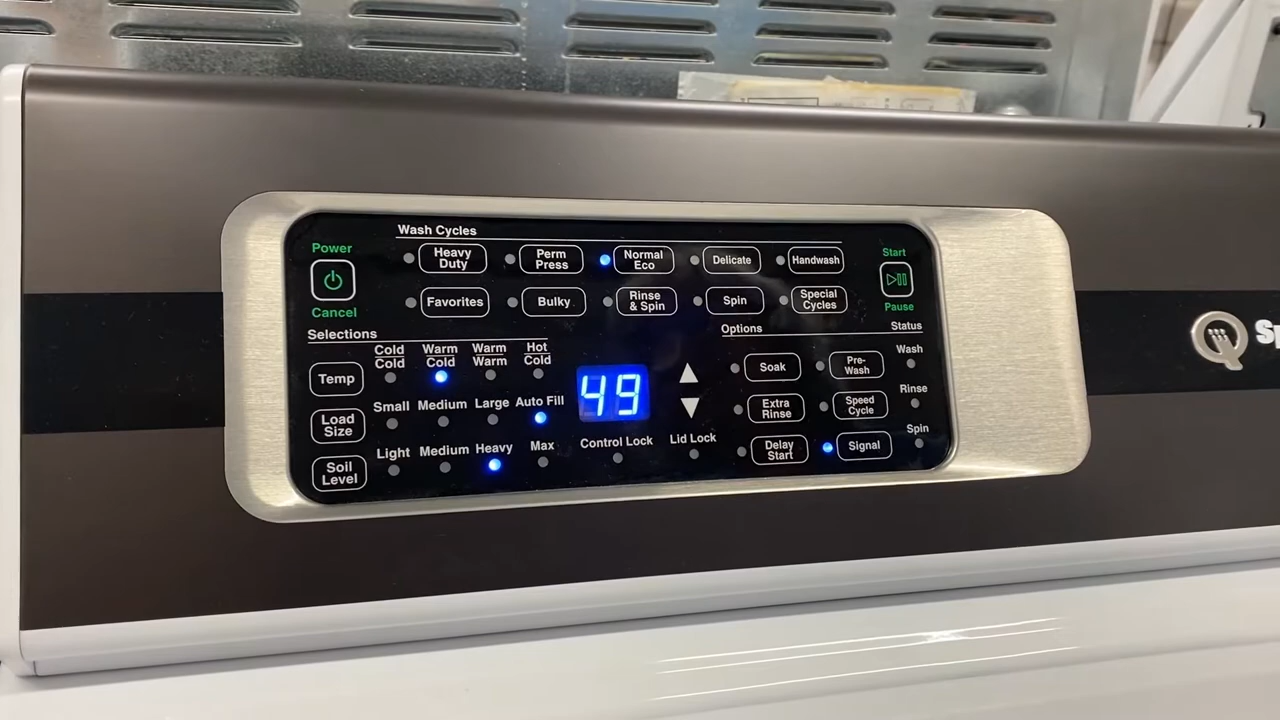 Wash Cycles
Power
Cancel
Heavy
Duty
Perm
Press
Normal
Eco
Delicate
Handwash
Start
Pause
Favorites
Bulky
Rinse
& Spin
Spin
Special
Cycles
Selections
Temp
Cold
Cold
Warm
Cold
Warm
Warm
Hot
Cold
Load
Size
Small
Medium
Large
Auto Fill
Soil
Level
Light
Medium
Heavy
Max
49
Control Lock
Lid Lock
Options
Soak
Pre-
Wash
Extra
Rinse
Speed
Cycle
Delay
Start
Signal
Status
Wash
Rinse
Spin